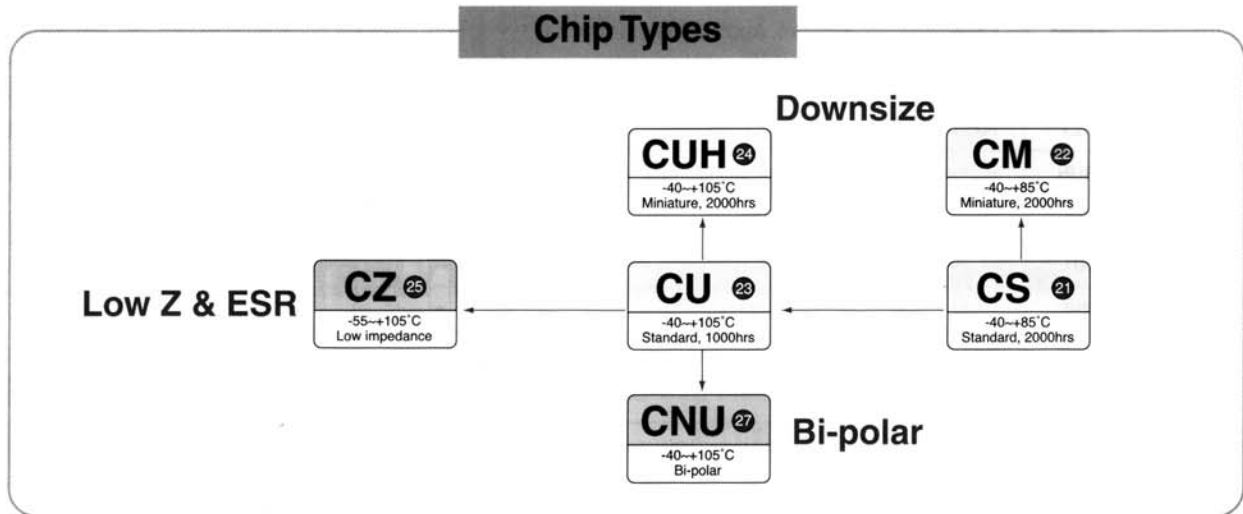 Chip Types
Downsize
CUH 24
-40~+105°C
Miniature, 2000hrs
CM 22
-40~+85°C
Miniature, 2000hrs
Low Z & ESR
CZ 25
-55~+105°C
Low impedance
CU 23
-40~+105°C
Standard, 1000hrs
CS 21
-40~+85°C
Standard, 2000hrs
CNU 27
-40~+105°C
Bi-polar
Bi-polar